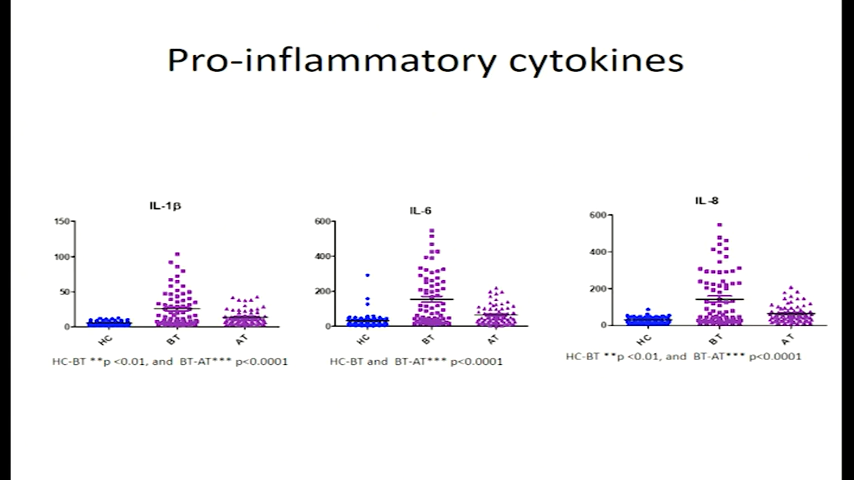 Pro-inflammatory cytokines
IL-1β
150
100
50
0
HC
BT
AT
HC-BT **p <0.01, and BT-AT*** p<0.0001
IL-6
600
400
200
0
HC
BT
AT
HC-BT and BT-AT*** p<0.0001
IL-8
600
400
200
0
HC
BT
AT
HC-BT **p <0.01, and BT-AT*** p<0.0001